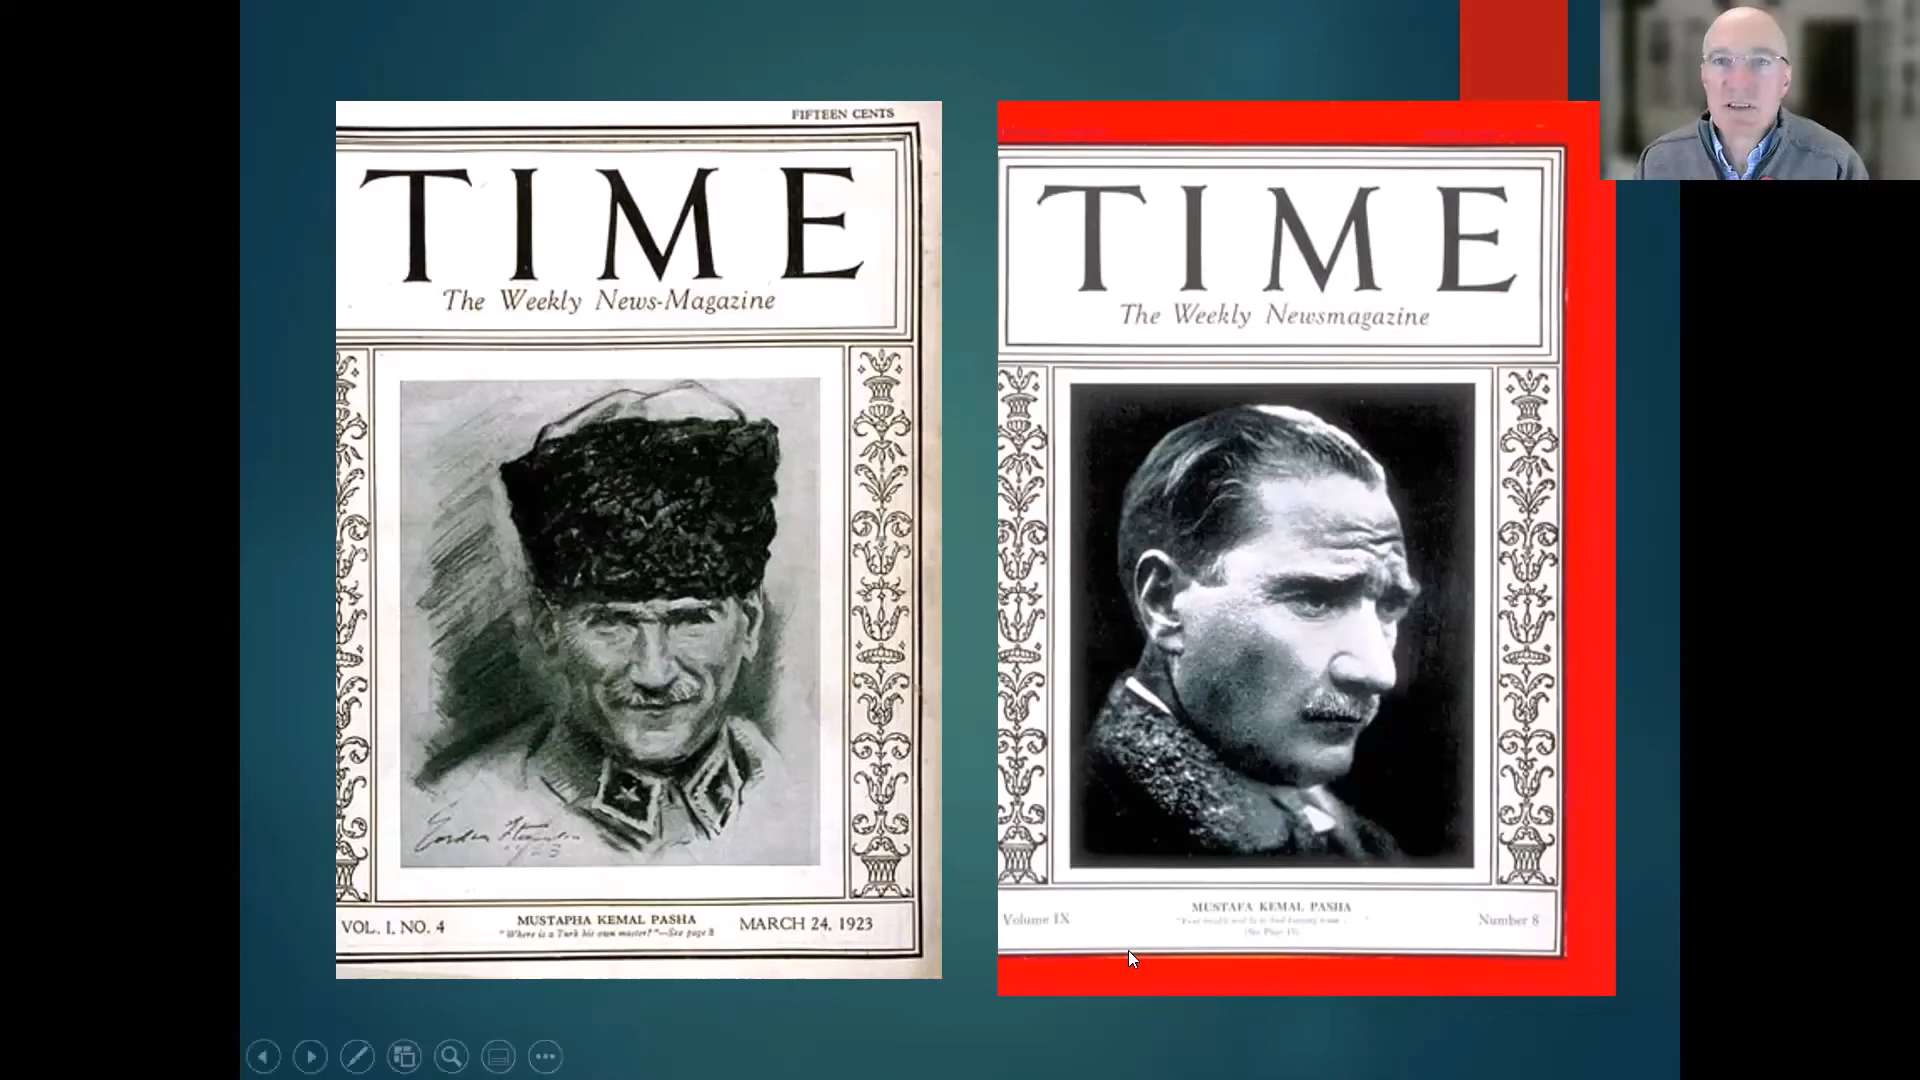 FIFTEEN CENTS
TIME
The Weekly News-Magazine
VOL. I, NO. 4
MUSTAPHA KEMAL PASHA
"Where is a Turk his own master?"—See page 8
MARCH 24, 1923
1923
TIME
The Weekly Newsmagazine
Volume IX
MUSTAFA KEMAL PASHA
Number 8